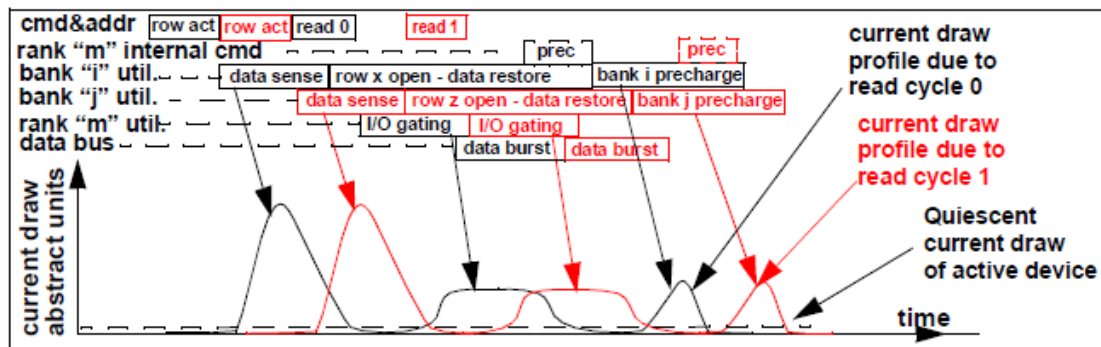 cmd&addr row act row act read 0 read 1
rank “m” internal cmd prec prec
bank “i” util. data sense row x open - data restore bank i precharge
bank “j” util. data sense row z open - data restore bank j precharge
rank “m” util. I/O gating I/O gating
data bus data burst data burst
current draw
profile due to
read cycle 0
current draw
profile due to
read cycle 1
Quiescent
current draw
of active device
current draw
abstract units
time